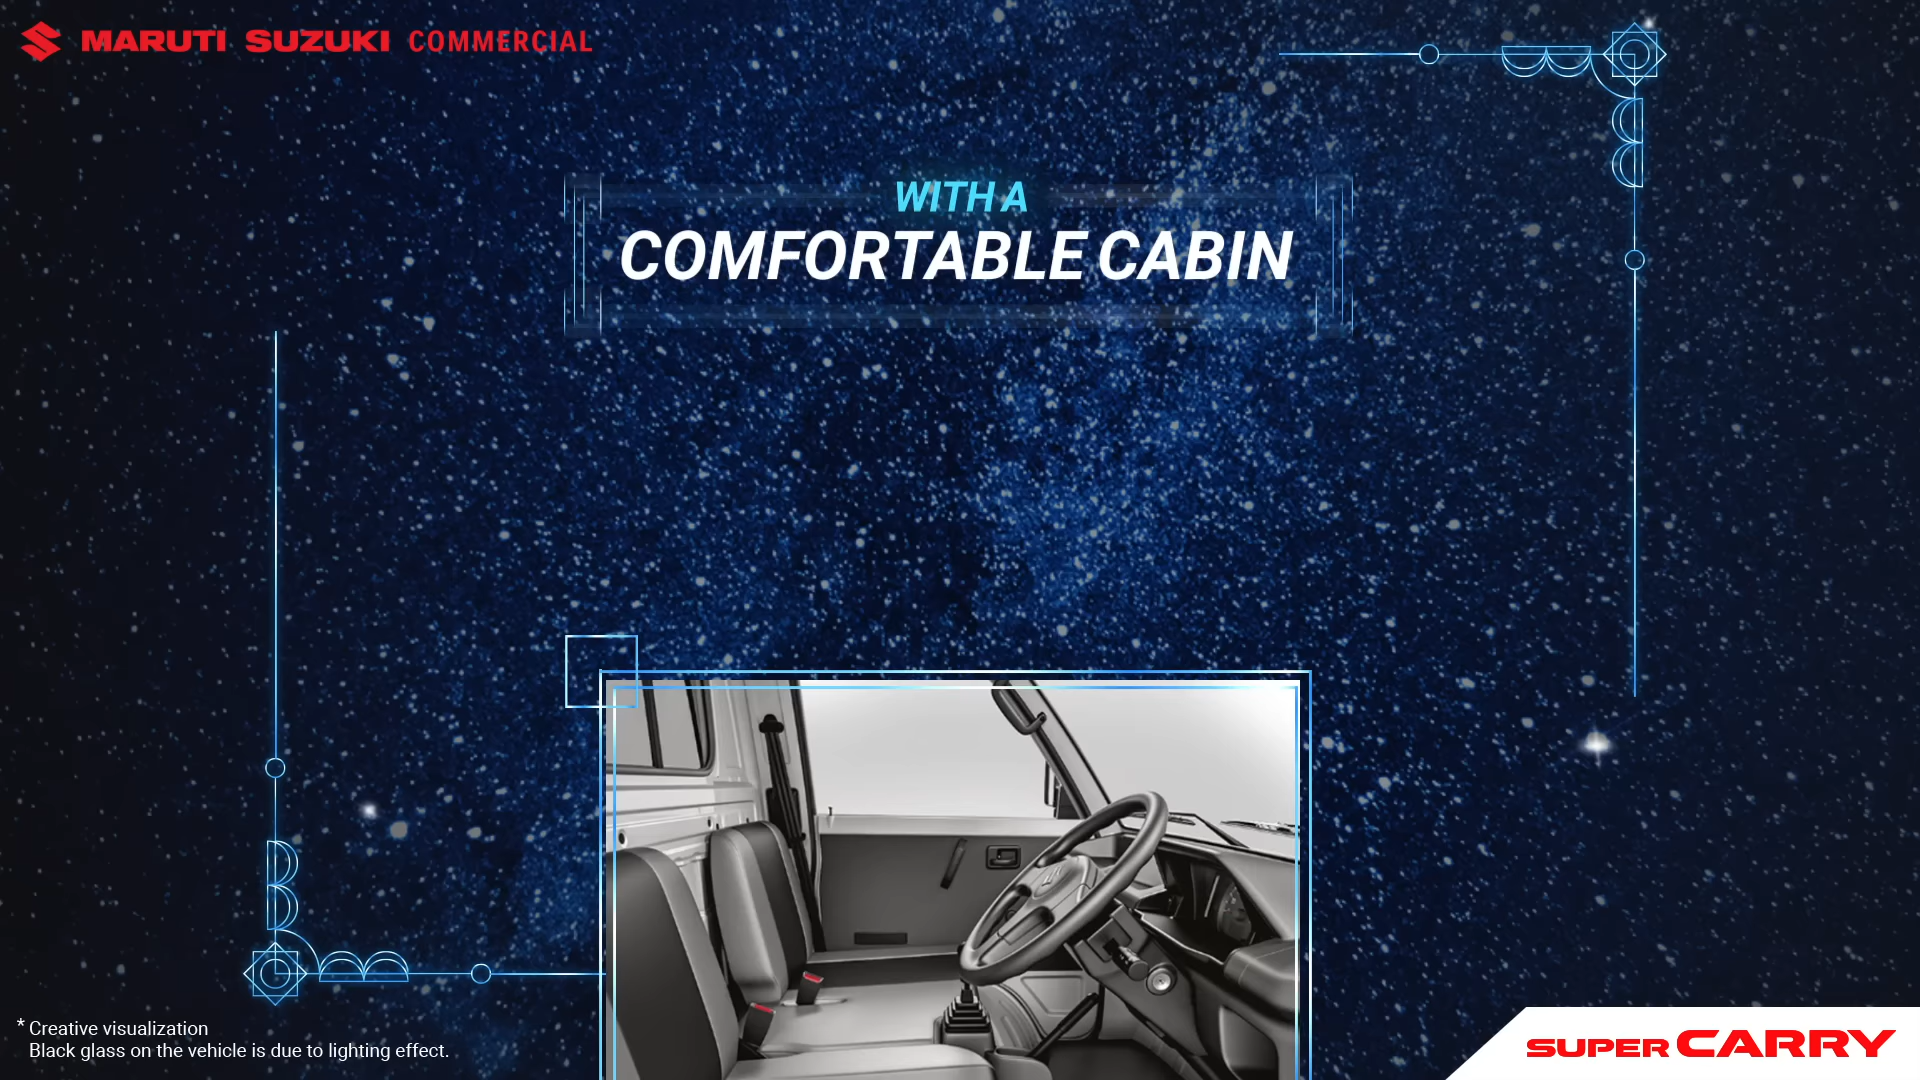 MARUTI SUZUKI COMMERCIAL
WITH A
COMFORTABLE CABIN
* Creative visualization
Black glass on the vehicle is due to lighting effect.
SUPER CARRY